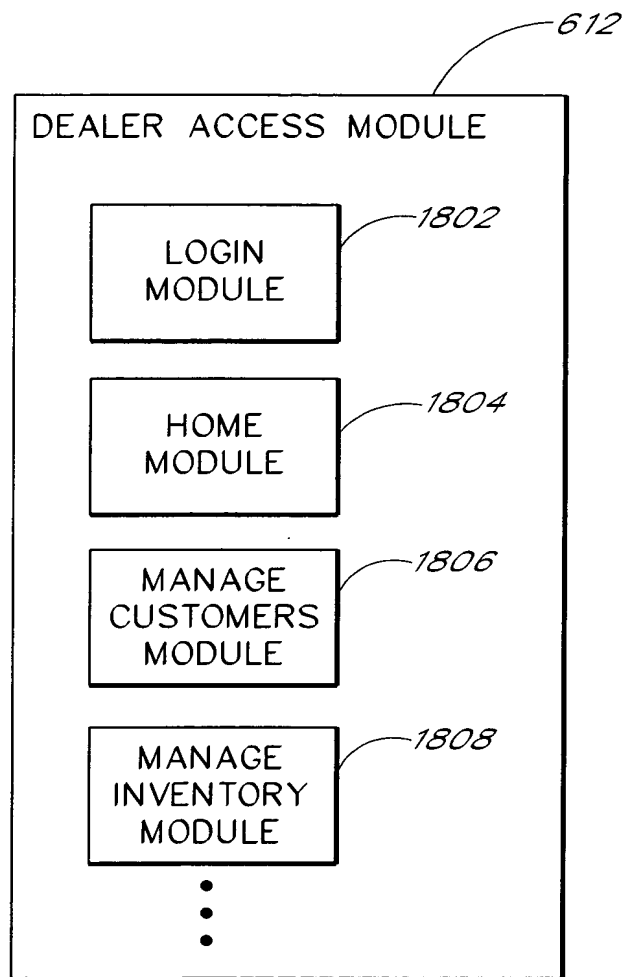 612
DEALER ACCESS MODULE
LOGIN
MODULE
1802
HOME
MODULE
1804
MANAGE
CUSTOMERS
MODULE
1806
MANAGE
INVENTORY
MODULE
1808